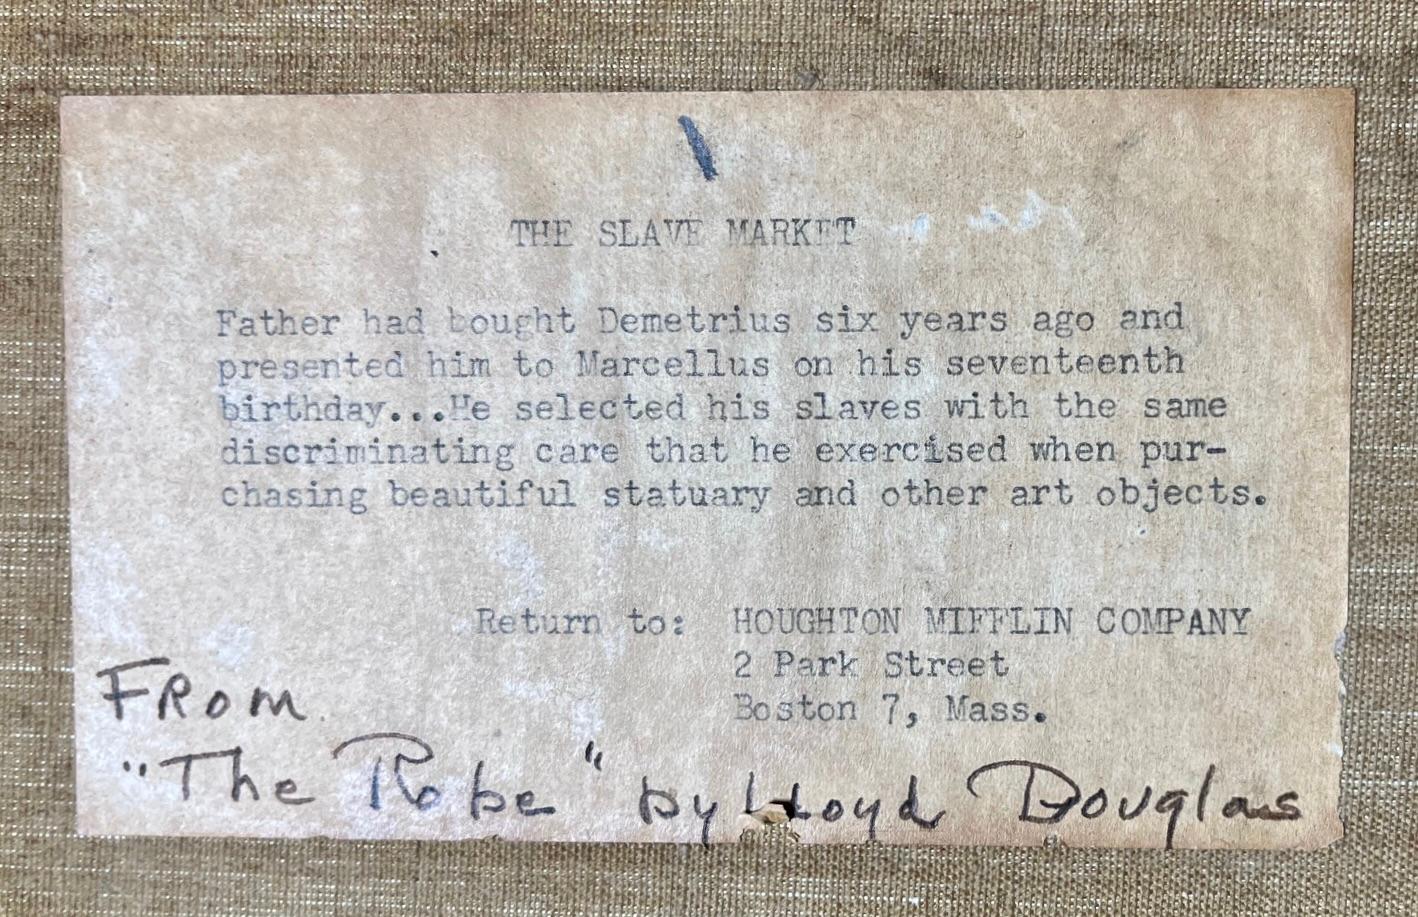 THE SLAVE MARKET
Father had bought Demetrius six years ago and
presented him to Marcellus on his seventeenth
birthday...He selected his slaves with the same
discriminating care that he exercised when pur-
chasing beautiful statuary and other art objects.
Return to: HOUGHTON MIFFLIN COMPANY
2 Park Street
Boston 7, Mass.
FROM
"The Robe" by Lloyd Douglas